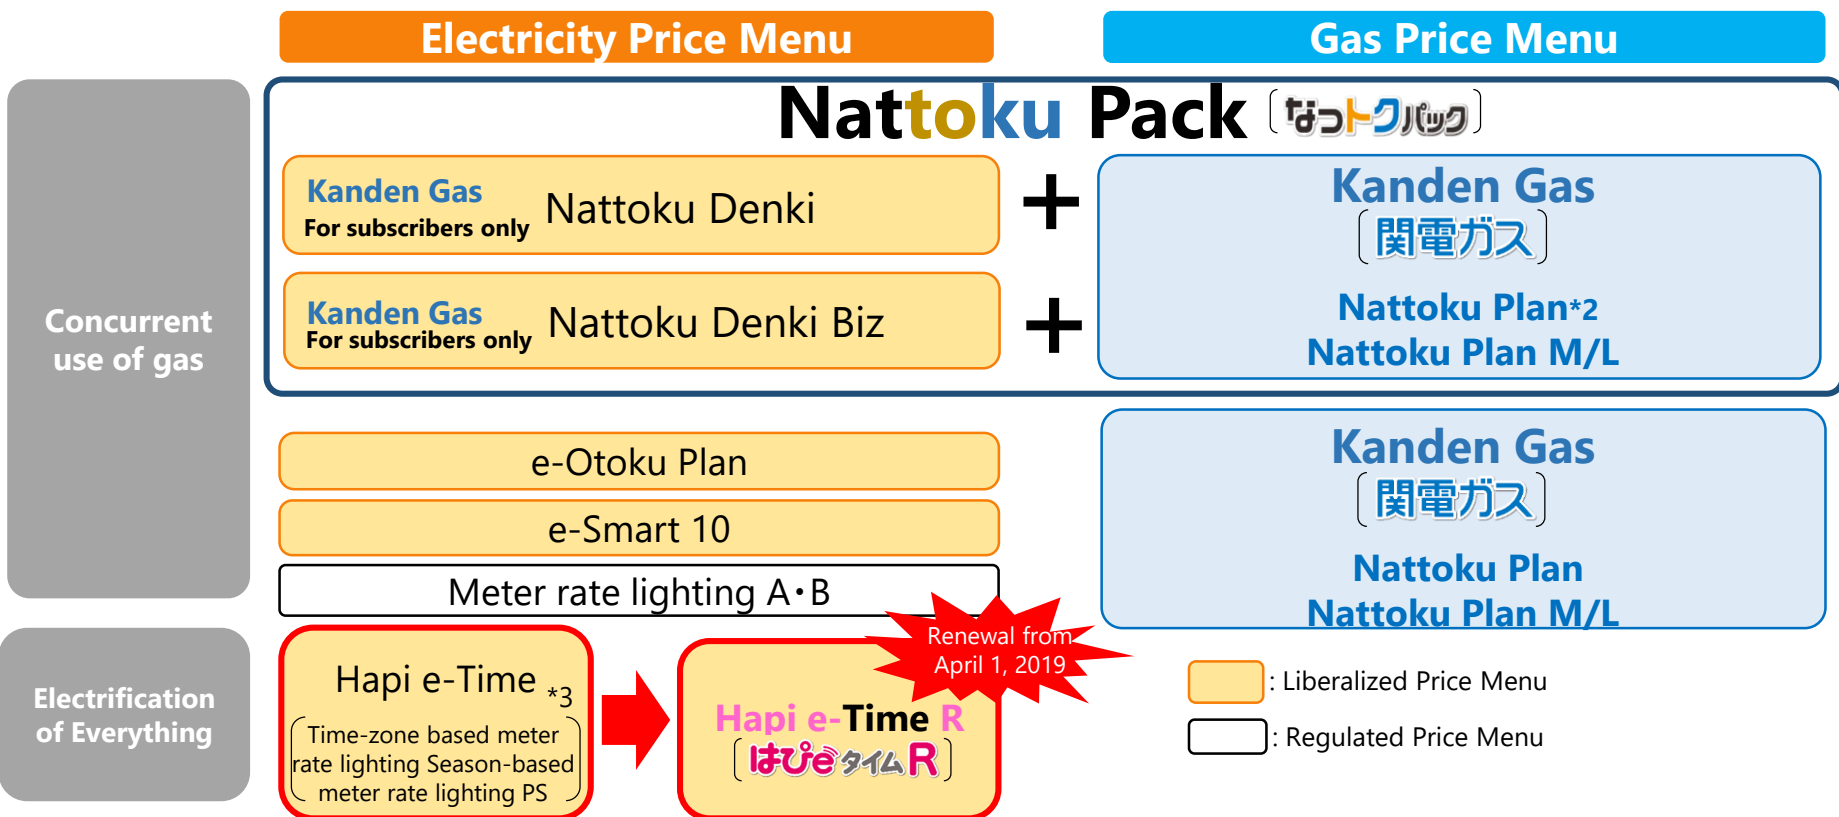 Electricity Price Menu
Gas Price Menu
Nattoku Pack
なつトクパック
Concurrent
use of gas
Kanden Gas
For subscribers only
Nattoku Denki
+
Kanden Gas
関電ガス
Kanden Gas
For subscribers only
Nattoku Denki Biz
+
Nattoku Plan*2
Nattoku Plan M/L
e-Otoku Plan
e-Smart 10
Meter rate lighting A・B
Kanden Gas
関電ガス
Nattoku Plan
Nattoku Plan M/L
Electrification
of Everything
Hapi e-Time *3
Time-zone based meter
rate lighting Season-based
meter rate lighting PS
Renewal from
April 1, 2019
Hapi e-Time R
はぴeタイムR
: Liberalized Price Menu
: Regulated Price Menu